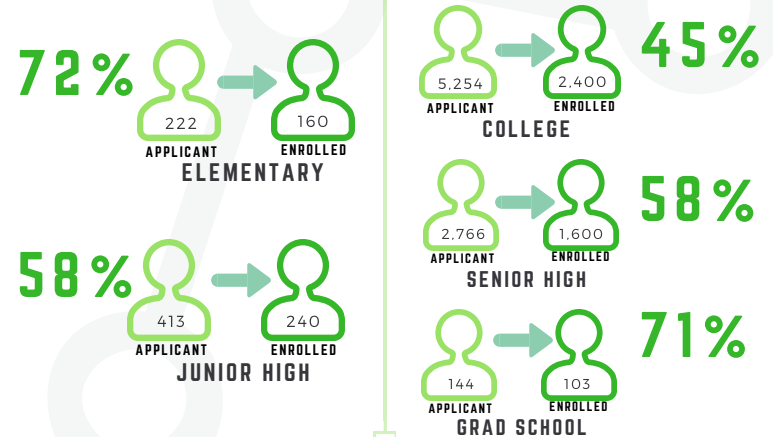 72%
222
160
APPLICANT
ENROLLED
ELEMENTARY
58%
413
240
APPLICANT
ENROLLED
JUNIOR HIGH
45%
5,254
2,400
APPLICANT
ENROLLED
COLLEGE
58%
2,766
1,600
APPLICANT
ENROLLED
SENIOR HIGH
71%
144
103
APPLICANT
ENROLLED
GRAD SCHOOL